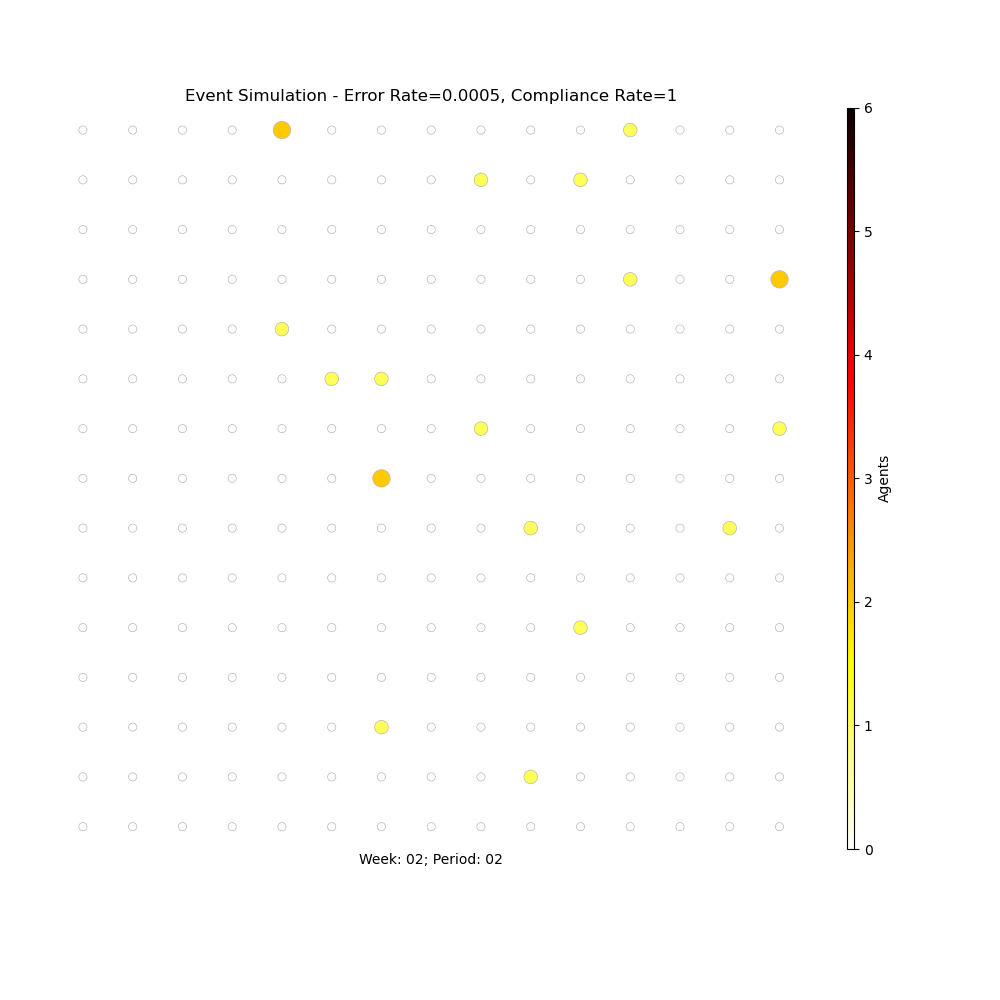 Event Simulation - Error Rate=0.0005, Compliance Rate=1
6
5
4
3
2
1
0
Agents
Week: 02; Period: 02